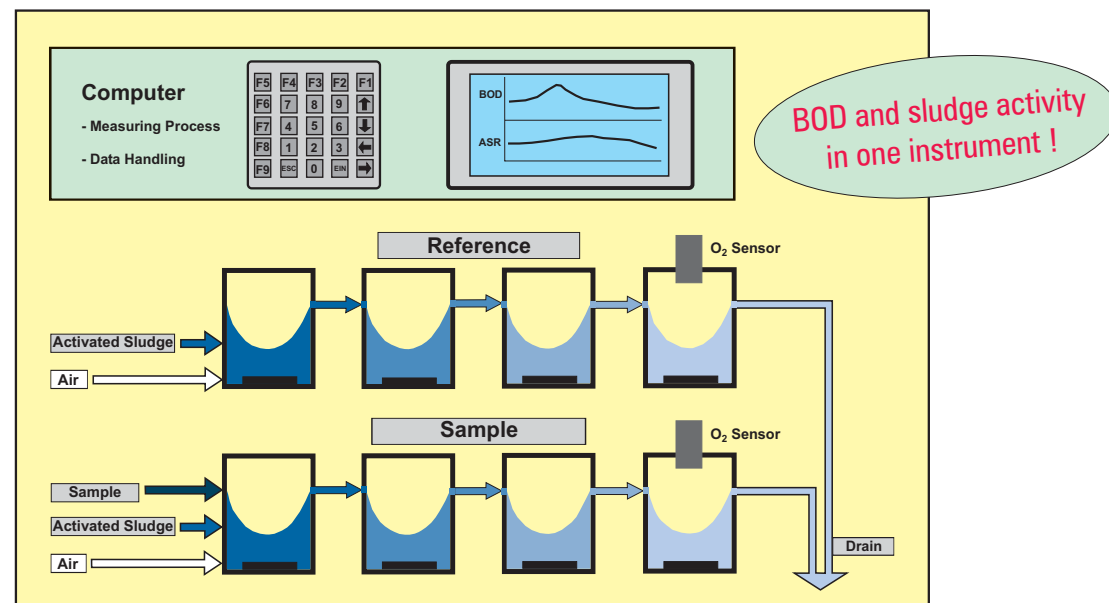 Computer
- Measuring Process
- Data Handling
F5 F4 F3 F2 F1
F6 7 8 9
F7 4 5 6
F8 1 2 3
F9 ESC 0 EIN
BOD
ASR
BOD and sludge activity
in one instrument !
Reference
O₂ Sensor
Activated Sludge
Air
Sample
O₂ Sensor
Sample
Activated Sludge
Air
Drain